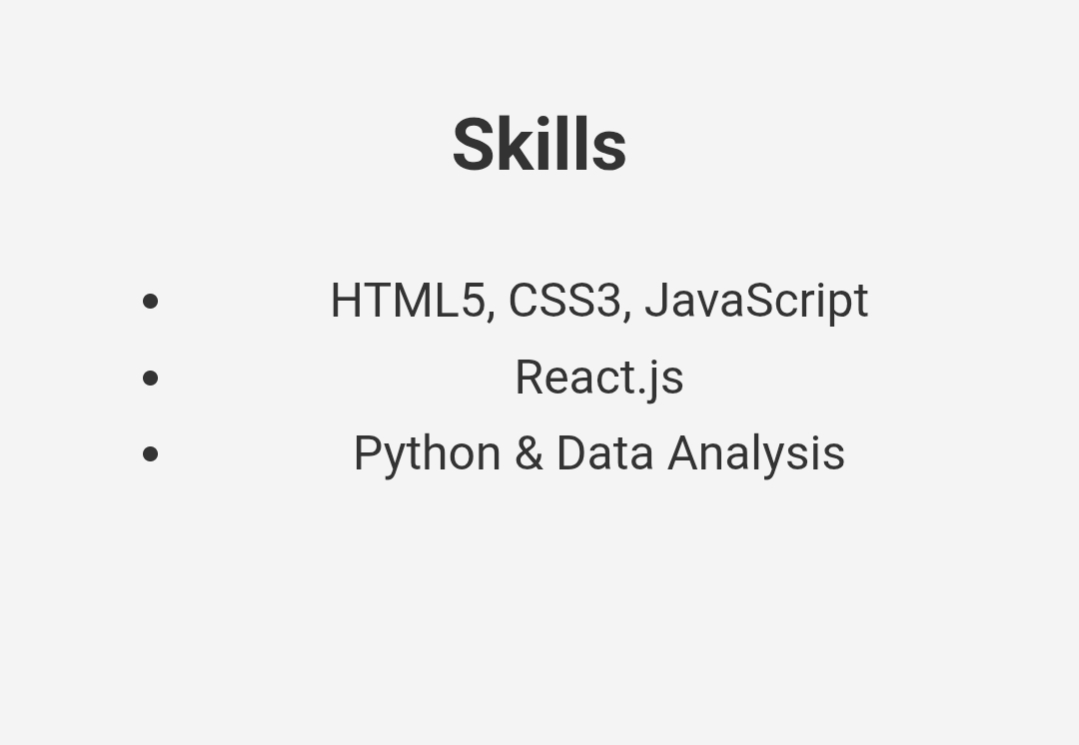 Skills
• HTML5, CSS3, JavaScript
• React.js
• Python & Data Analysis